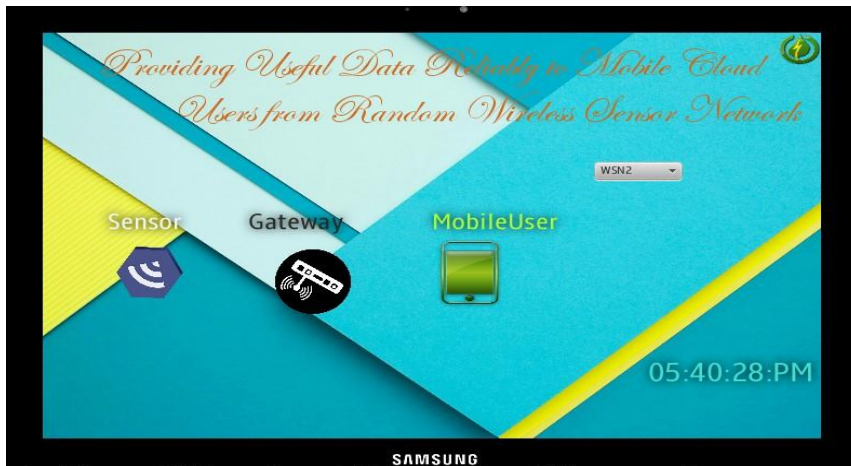 Providing Useful Data Reliably to Mobile Cloud
Users from Random Wireless Sensor Network
WSN2
Sensor Gateway MobileUser
05:40:28:PM
SAMSUNG